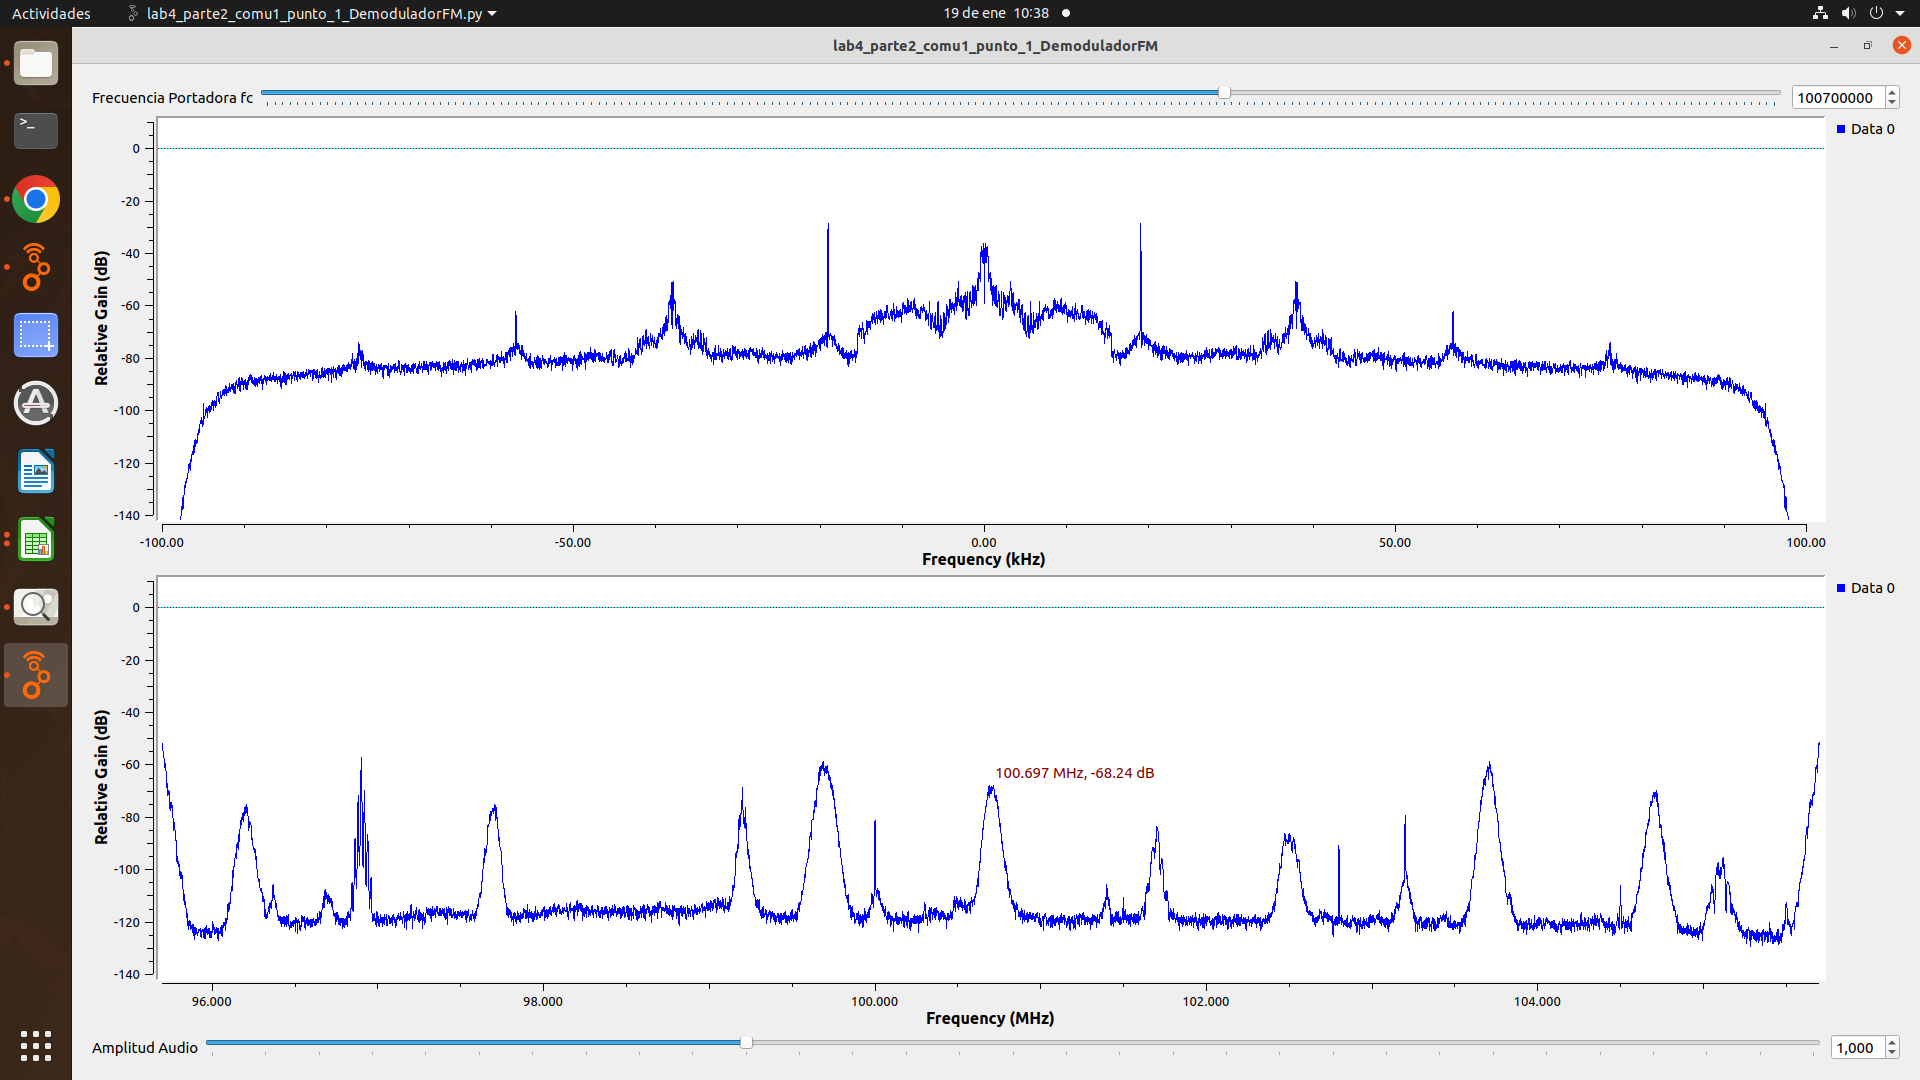 Actividades
lab4_parte2_comu1_punto_1_DemoduladorFM.py
19 de ene 10:38
lab4_parte2_comu1_punto_1_DemoduladorFM
Frecuencia Portadora fc
100700000
Data 0
Relative Gain (dB)
0
-20
-40
-60
-80
-100
-120
-140
-100.00
-50.00
0.00
50.00
100.00
Frequency (kHz)
Data 0
Relative Gain (dB)
0
-20
-40
-60
-80
-100
-120
-140
100.697 MHz, -68.24 dB
96.000
98.000
100.000
102.000
104.000
Frequency (MHz)
Amplitud Audio
1,000